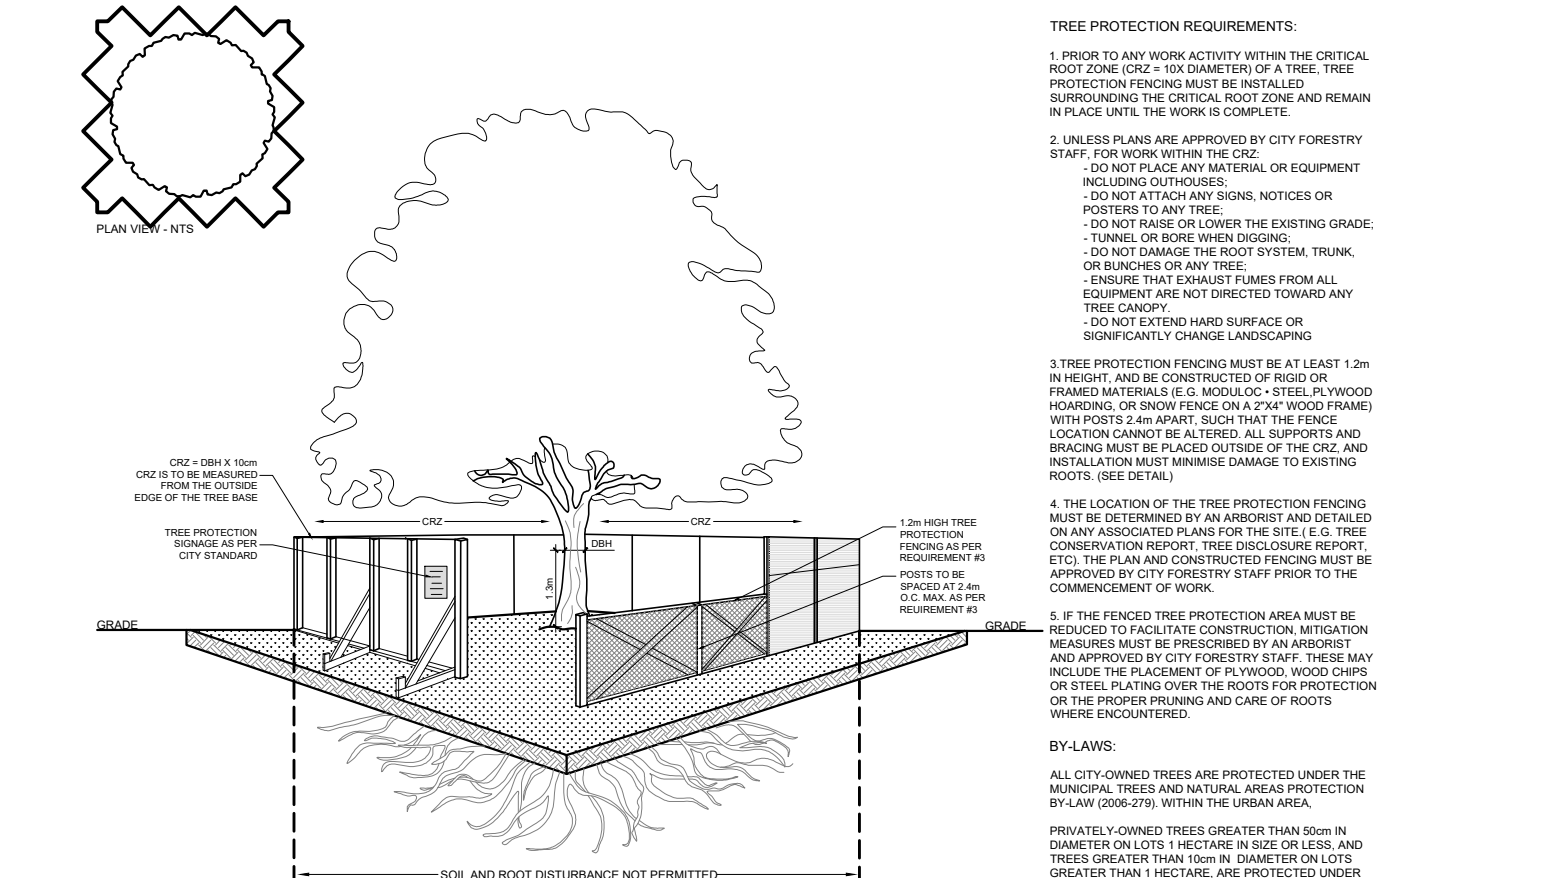 PLAN VIEW - NTS
CRZ = DBH X 10cm
CRZ IS TO BE MEASURED
FROM THE OUTSIDE
EDGE OF THE TREE BASE
TREE PROTECTION
SIGNAGE AS PER
CITY STANDARD
CRZ
CRZ
DBH
1.3m
1.2m HIGH TREE
PROTECTION
FENCING AS PER
REQUIREMENT #3
POSTS TO BE
SPACED AT 2.4m
O.C. MAX. AS PER
REUIREMENT #3
GRADE
GRADE
SOIL AND ROOT DISTURBANCE NOT PERMITTED
TREE PROTECTION REQUIREMENTS:
1. PRIOR TO ANY WORK ACTIVITY WITHIN THE CRITICAL
ROOT ZONE (CRZ = 10X DIAMETER) OF A TREE, TREE
PROTECTION FENCING MUST BE INSTALLED
SURROUNDING THE CRITICAL ROOT ZONE AND REMAIN
IN PLACE UNTIL THE WORK IS COMPLETE.
2. UNLESS PLANS ARE APPROVED BY CITY FORESTRY
STAFF, FOR WORK WITHIN THE CRZ:
- DO NOT PLACE ANY MATERIAL OR EQUIPMENT
INCLUDING OUTHOUSES;
- DO NOT ATTACH ANY SIGNS, NOTICES OR
POSTERS TO ANY TREE;
- DO NOT RAISE OR LOWER THE EXISTING GRADE;
- TUNNEL OR BORE WHEN DIGGING;
- DO NOT DAMAGE THE ROOT SYSTEM, TRUNK,
OR BUNCHES OR ANY TREE;
- ENSURE THAT EXHAUST FUMES FROM ALL
EQUIPMENT ARE NOT DIRECTED TOWARD ANY
TREE CANOPY.
- DO NOT EXTEND HARD SURFACE OR
SIGNIFICANTLY CHANGE LANDSCAPING
3.TREE PROTECTION FENCING MUST BE AT LEAST 1.2m
IN HEIGHT, AND BE CONSTRUCTED OF RIGID OR
FRAMED MATERIALS (E.G. MODULOC • STEEL,PLYWOOD
HOARDING, OR SNOW FENCE ON A 2"X4" WOOD FRAME)
WITH POSTS 2.4m APART, SUCH THAT THE FENCE
LOCATION CANNOT BE ALTERED. ALL SUPPORTS AND
BRACING MUST BE PLACED OUTSIDE OF THE CRZ, AND
INSTALLATION MUST MINIMISE DAMAGE TO EXISTING
ROOTS. (SEE DETAIL)
4. THE LOCATION OF THE TREE PROTECTION FENCING
MUST BE DETERMINED BY AN ARBORIST AND DETAILED
ON ANY ASSOCIATED PLANS FOR THE SITE.( E.G. TREE
CONSERVATION REPORT, TREE DISCLOSURE REPORT,
ETC). THE PLAN AND CONSTRUCTED FENCING MUST BE
APPROVED BY CITY FORESTRY STAFF PRIOR TO THE
COMMENCEMENT OF WORK.
5. IF THE FENCED TREE PROTECTION AREA MUST BE
REDUCED TO FACILITATE CONSTRUCTION, MITIGATION
MEASURES MUST BE PRESCRIBED BY AN ARBORIST
AND APPROVED BY CITY FORESTRY STAFF. THESE MAY
INCLUDE THE PLACEMENT OF PLYWOOD, WOOD CHIPS
OR STEEL PLATING OVER THE ROOTS FOR PROTECTION
OR THE PROPER PRUNING AND CARE OF ROOTS
WHERE ENCOUNTERED.
BY-LAWS:
ALL CITY-OWNED TREES ARE PROTECTED UNDER THE
MUNICIPAL TREES AND NATURAL AREAS PROTECTION
BY-LAW (2006-279). WITHIN THE URBAN AREA,
PRIVATELY-OWNED TREES GREATER THAN 50cm IN
DIAMETER ON LOTS 1 HECTARE IN SIZE OR LESS, AND
TREES GREATER THAN 10cm IN DIAMETER ON LOTS
GREATER THAN 1 HECTARE, ARE PROTECTED UNDER